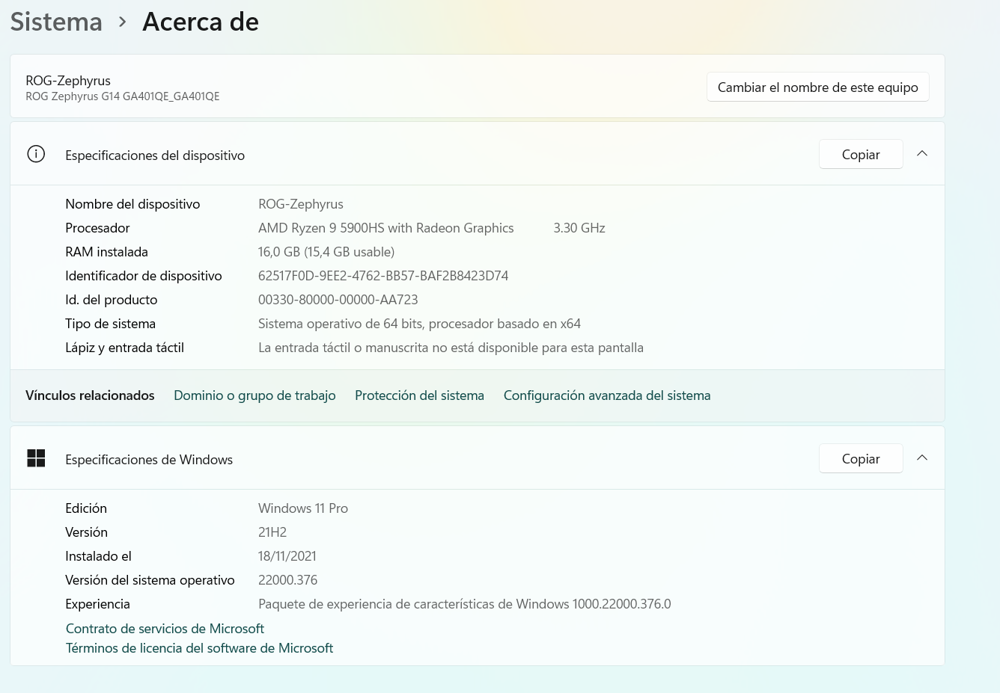 Sistema > Acerca de
ROG-Zephyrus
ROG Zephyrus G14 GA401QE_GA401QE
Cambiar el nombre de este equipo
Especificaciones del dispositivo
Copiar
Nombre del dispositivo ROG-Zephyrus
Procesador AMD Ryzen 9 5900HS with Radeon Graphics 3.30 GHz
RAM instalada 16,0 GB (15,4 GB usable)
Identificador de dispositivo 62517F0D-9EE2-4762-BB57-BAF2B8423D74
Id. del producto 00330-80000-00000-AA723
Tipo de sistema Sistema operativo de 64 bits, procesador basado en x64
Lápiz y entrada táctil La entrada táctil o manuscrita no está disponible para esta pantalla
Vínculos relacionados Dominio o grupo de trabajo Protección del sistema Configuración avanzada del sistema
Especificaciones de Windows
Copiar
Edición Windows 11 Pro
Versión 21H2
Instalado el 18/11/2021
Versión del sistema operativo 22000.376
Experiencia Paquete de experiencia de características de Windows 1000.22000.376.0
Contrato de servicios de Microsoft
Términos de licencia del software de Microsoft